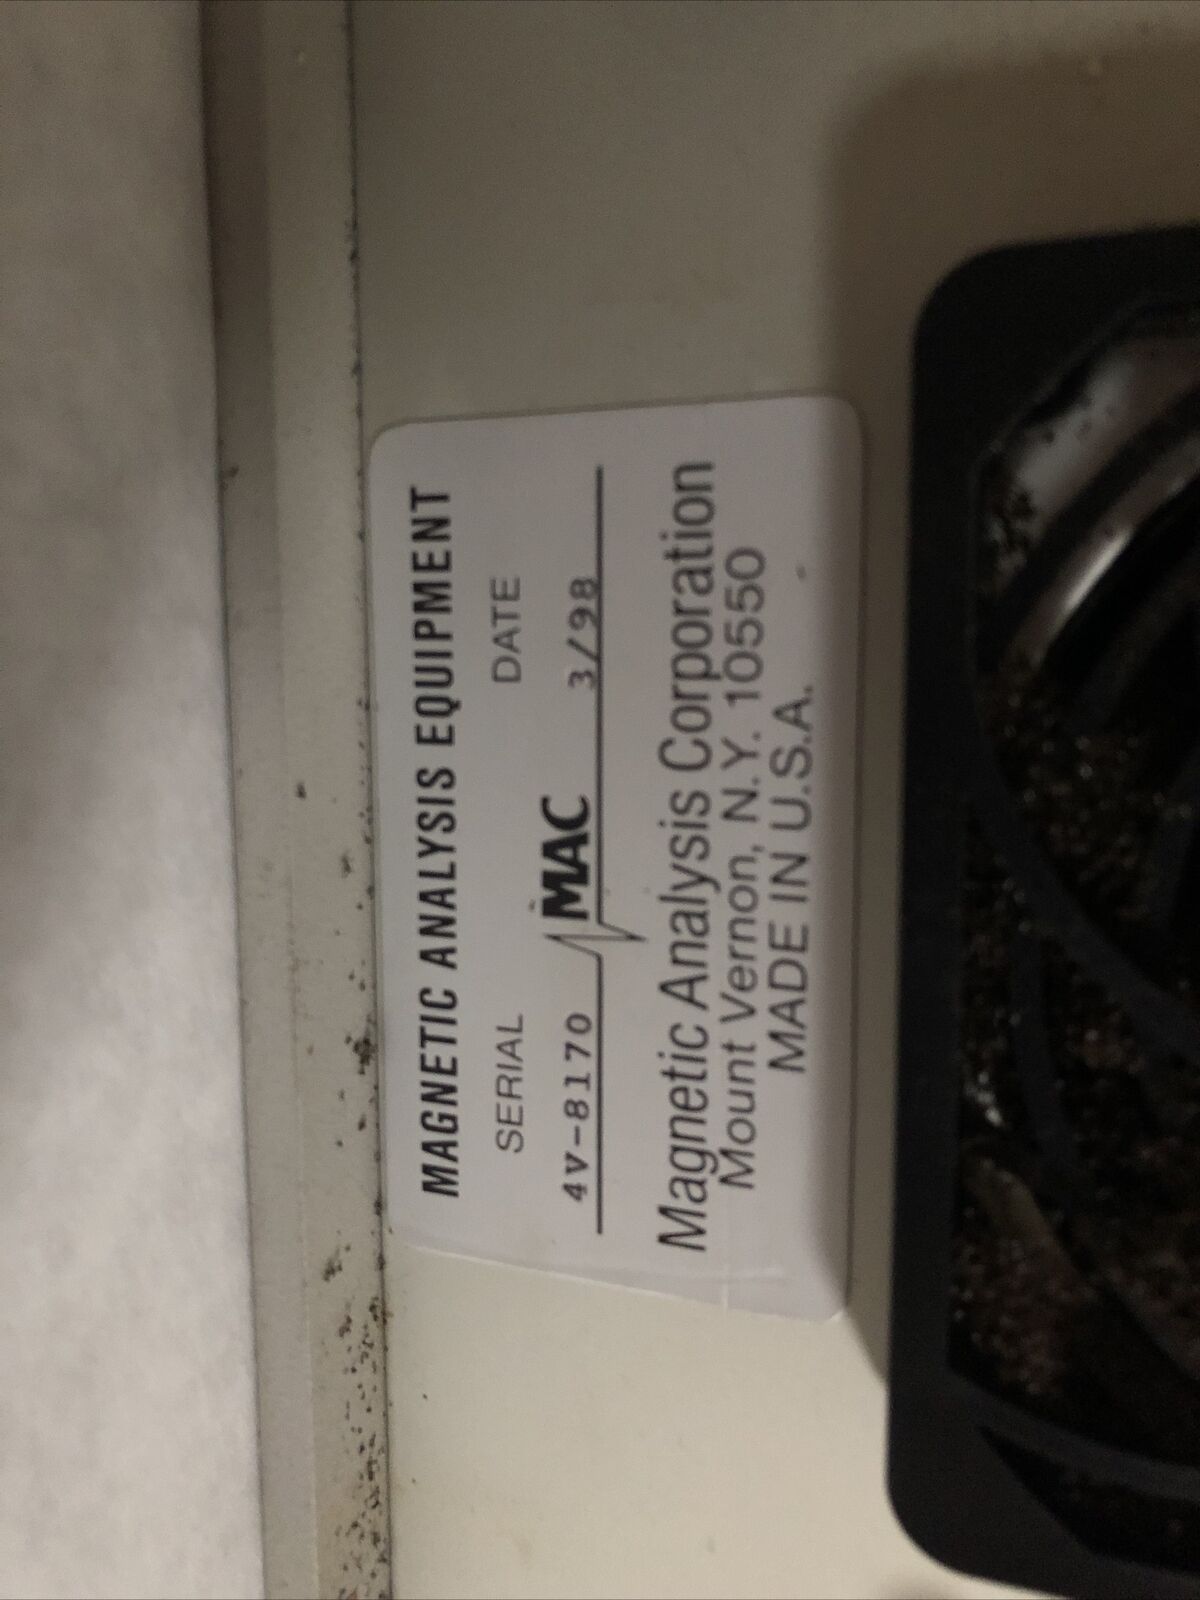 MAGNETIC ANALYSIS EQUIPMENT
SERIAL DATE
4V-8170 MAC 3/98
Magnetic Analysis Corporation
Mount Vernon, N.Y. 10550
MADE IN U.S.A.